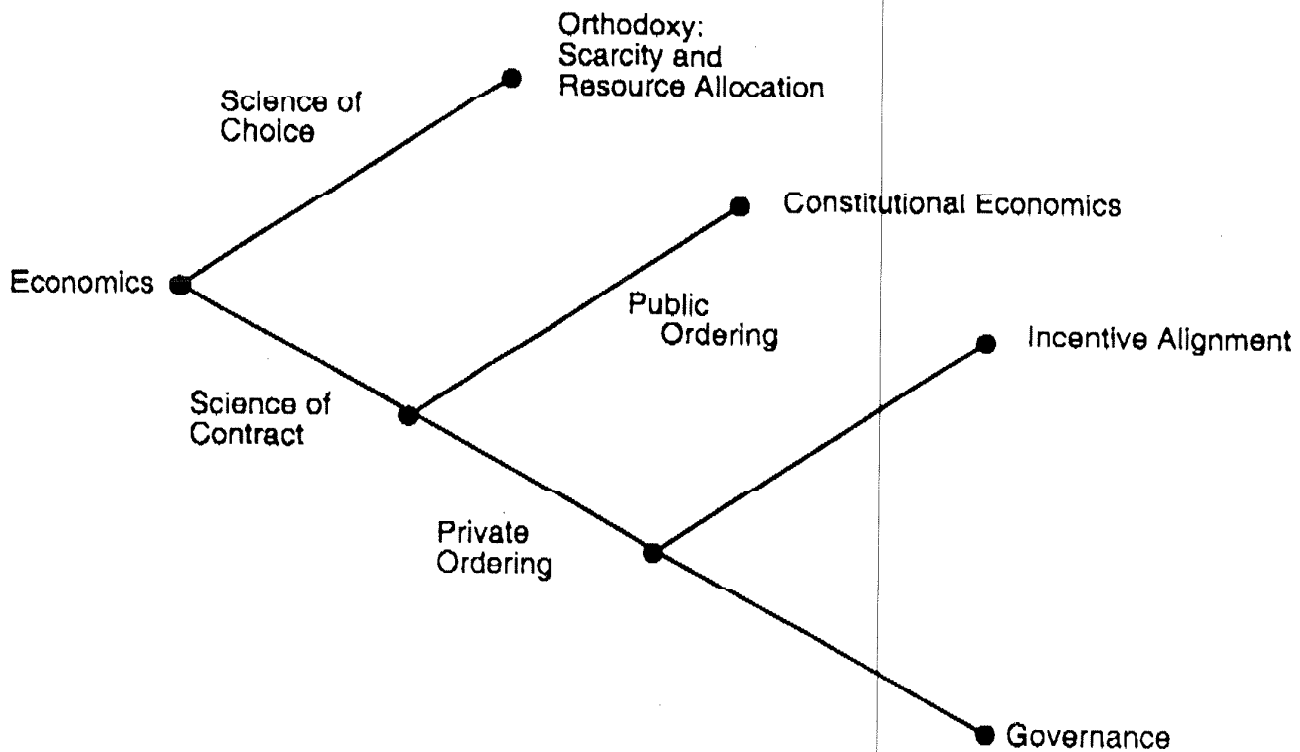 Orthodoxy:
Scarcity and
Resource Allocation
Science of
Choice
Constitutional Economics
Economics
Public
Ordering
Incentive Alignment
Science of
Contract
Private
Ordering
Governance